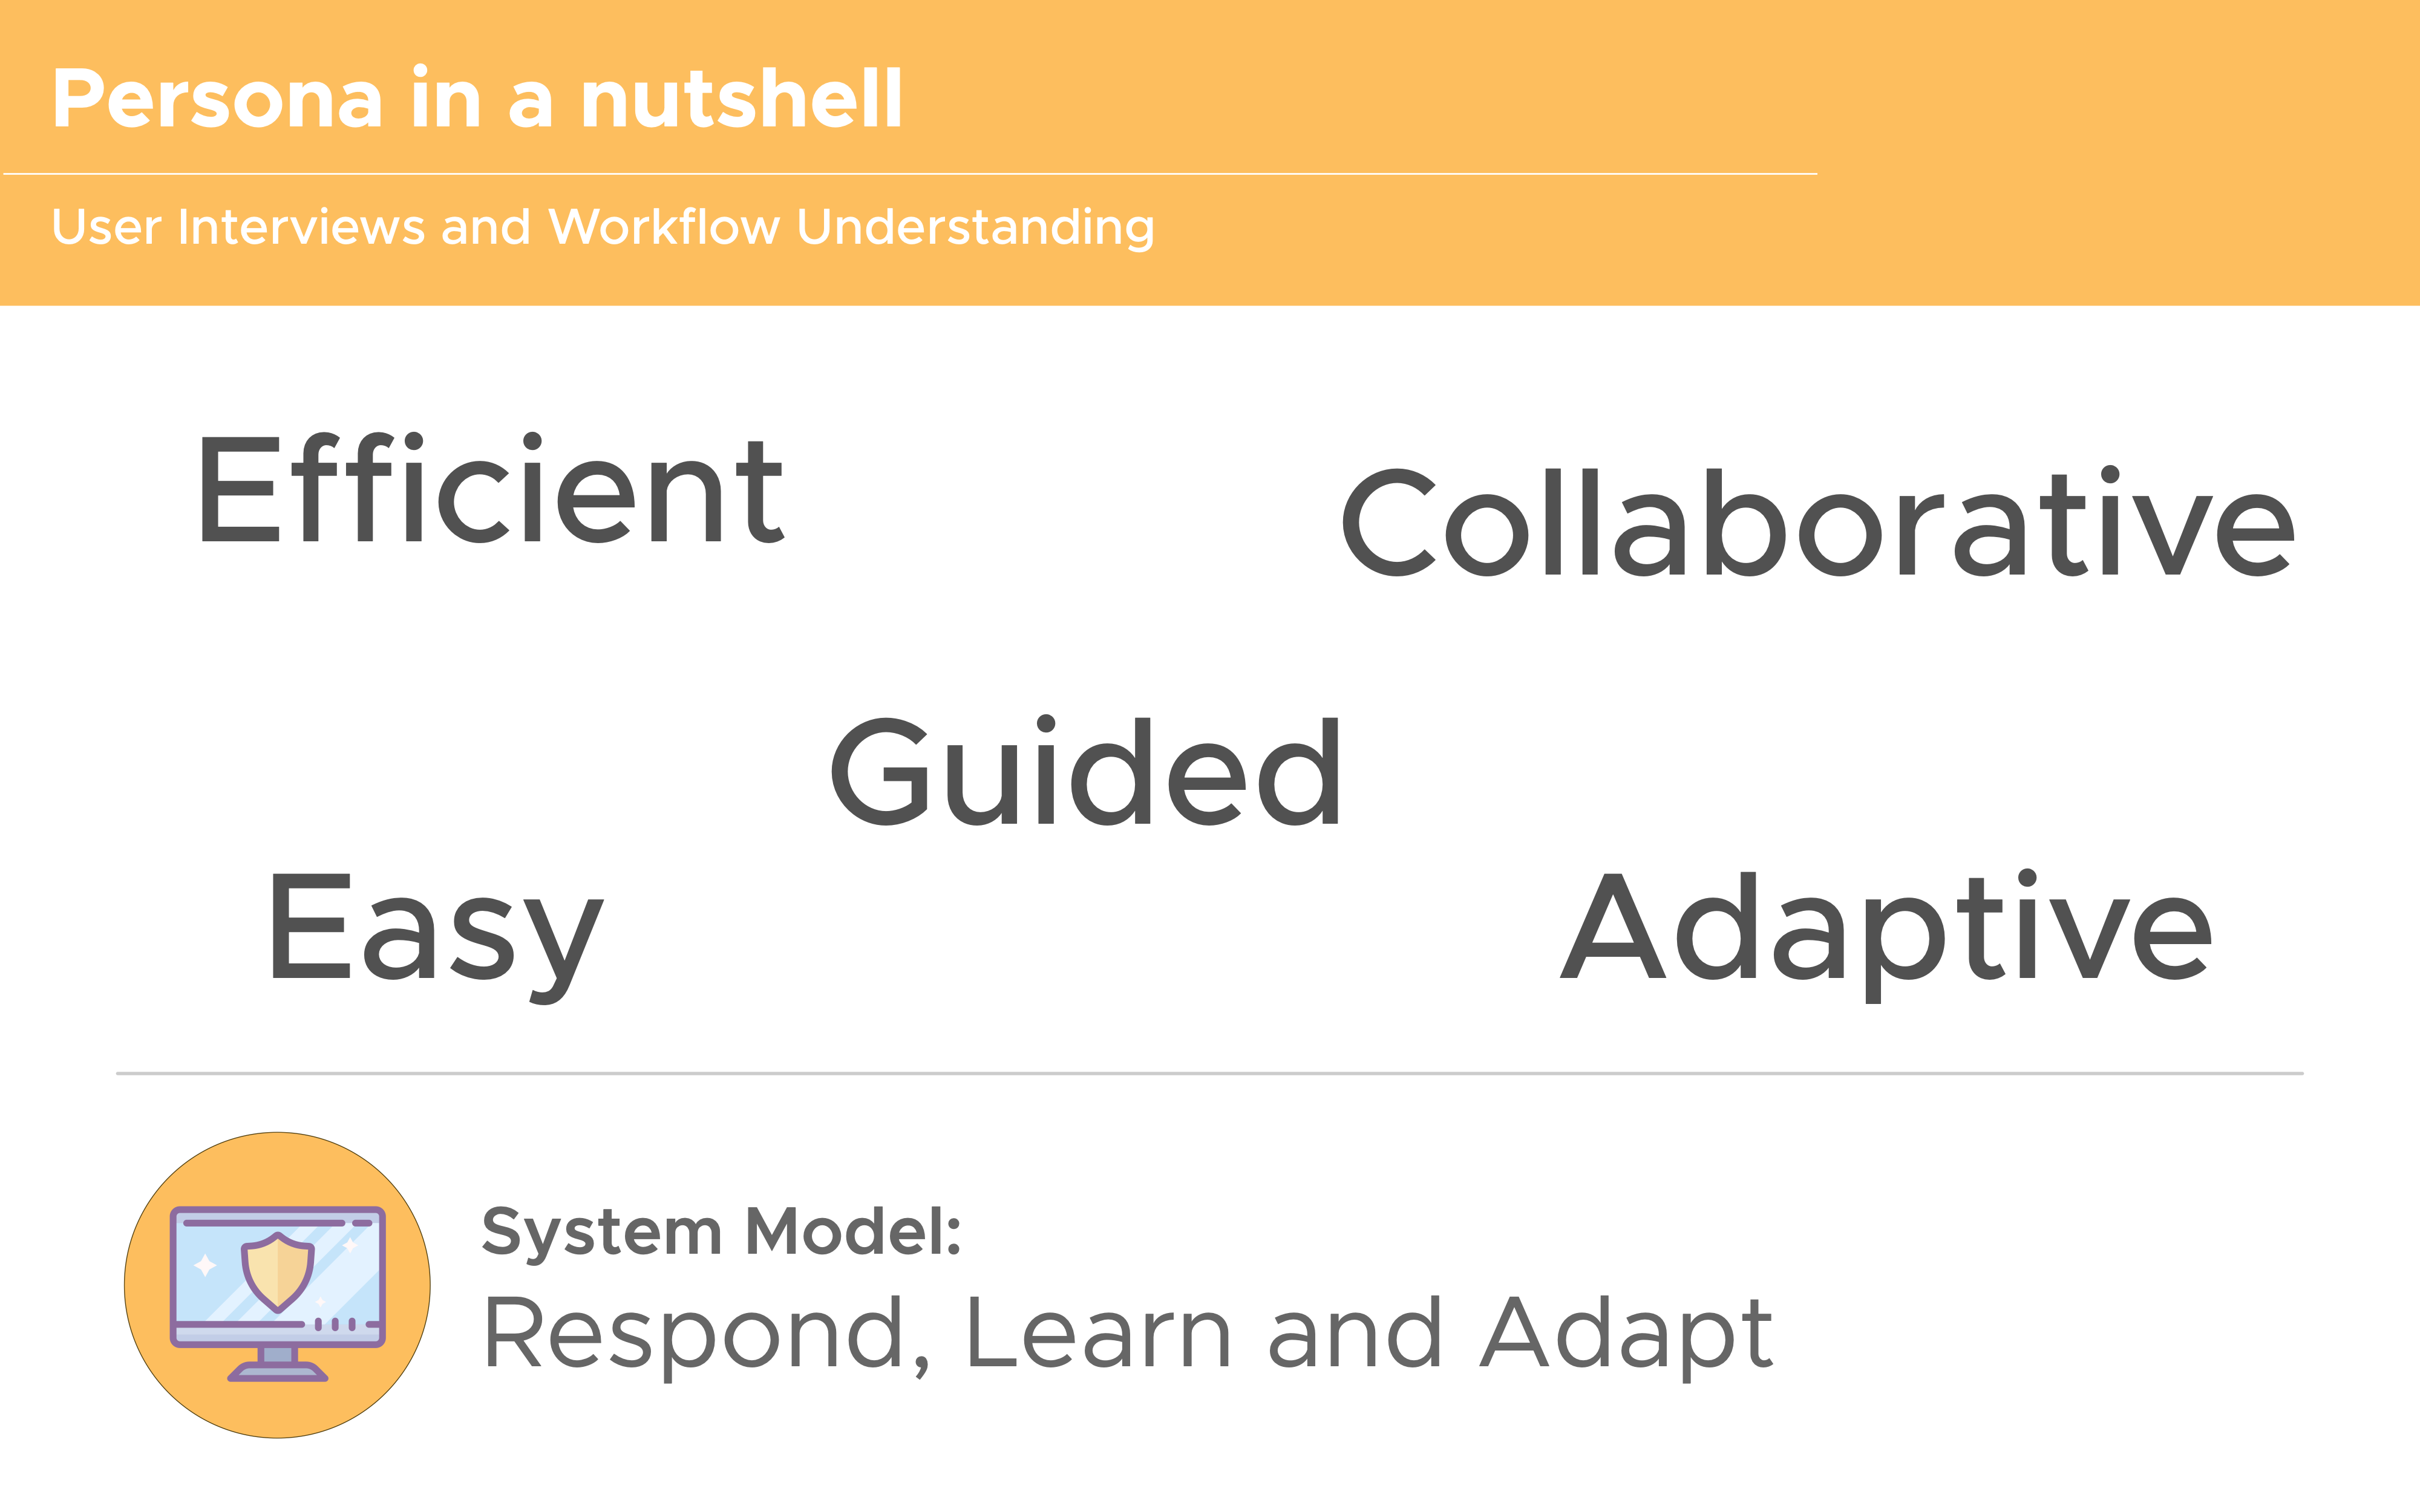 Persona in a nutshell
User Interviews and Workflow Understanding
Efficient
Collaborative
Guided
Easy
Adaptive
System Model:
Respond, Learn and Adapt